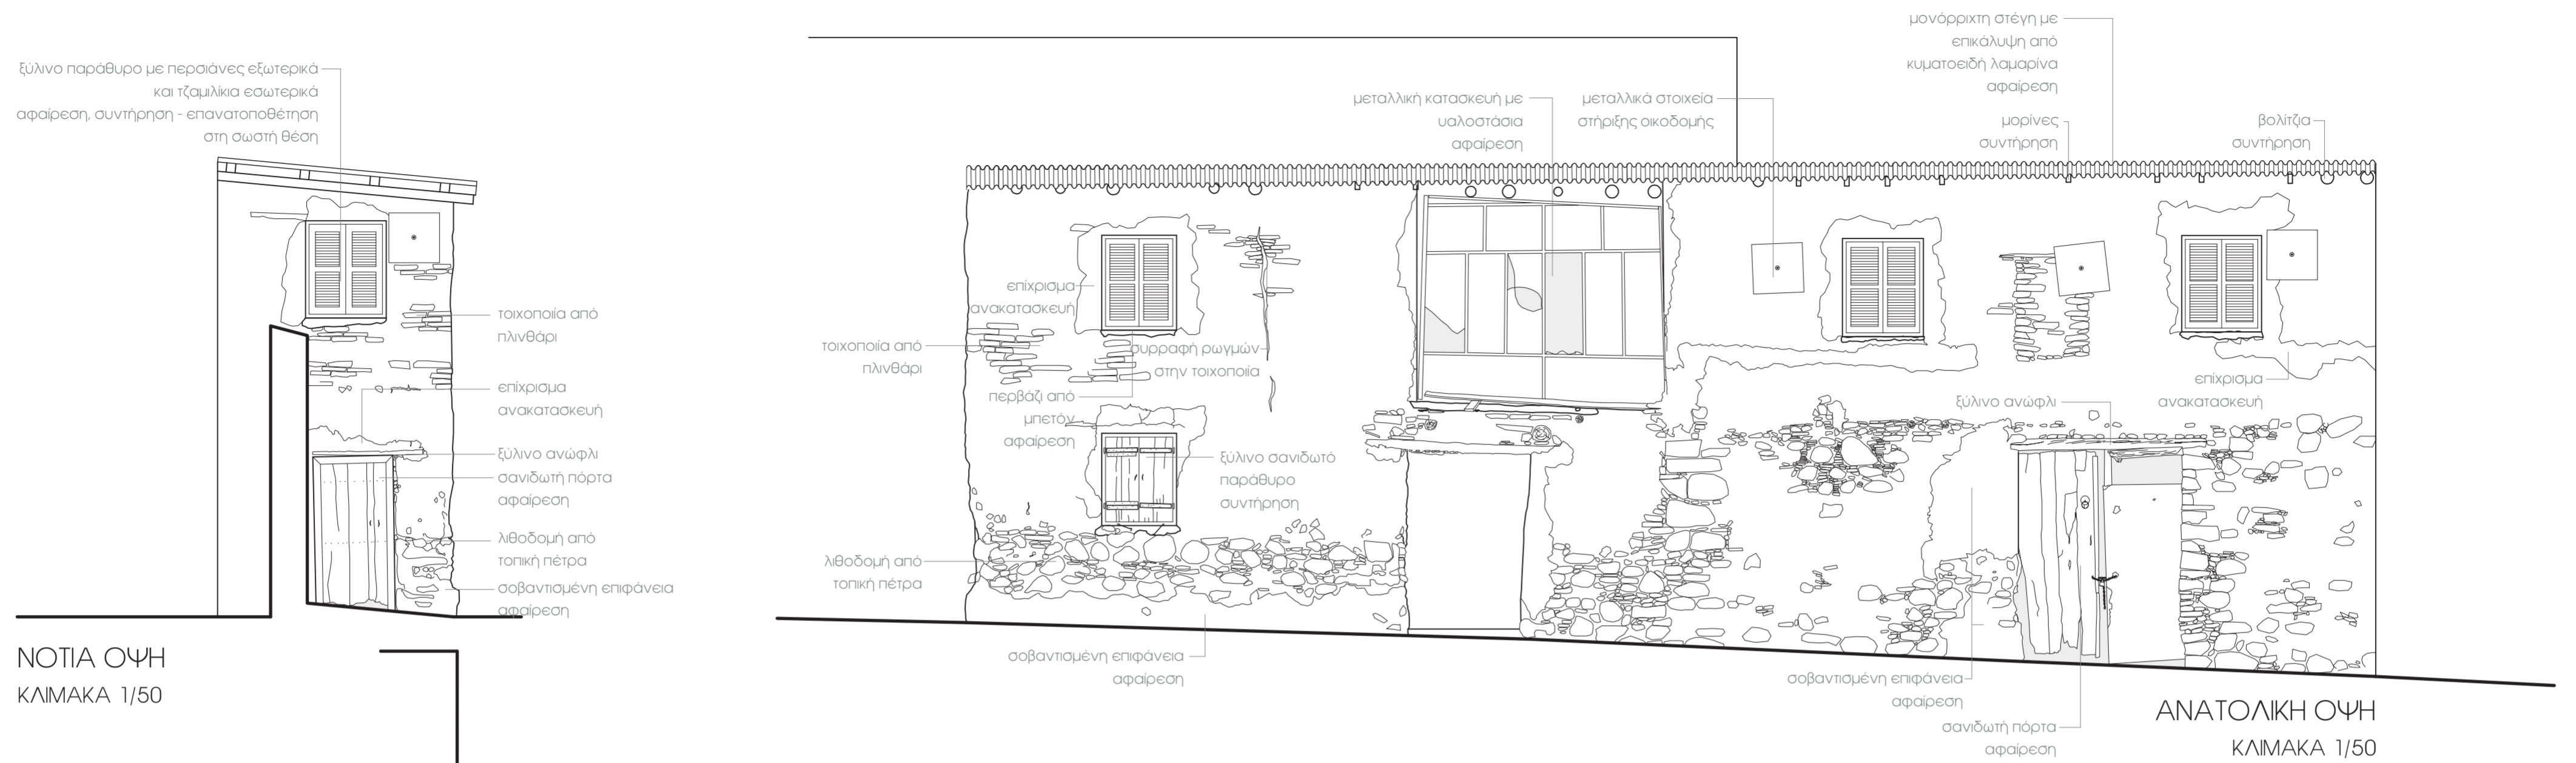 ξύλινο παράθυρο με περσιάνες εξωτερικά
και τζαμιλίκια εσωτερικά
αφαίρεση, συντήρηση - επανατοποθέτηση
στη σωστή θέση
τοιχοποιία από
πλινθάρι
επίχρισμα
ανακατασκευή
ξύλινο ανώφλι
σανιδωτή πόρτα
αφαίρεση
λιθοδομή από
τοπική πέτρα
σοβαντισμένη επιφάνεια
αφαίρεση
ΝΟΤΙΑ ΟΨΗ
ΚΛΙΜΑΚΑ 1/50
μεταλλική κατασκευή με
υαλοστάσια
αφαίρεση
μεταλλικά στοιχεία
στήριξης οικοδομής
μονόρριχτη στέγη με
επικάλυψη από
κυματοειδή λαμαρίνα
αφαίρεση
μορίνες
συντήρηση
βολίτζια
συντήρηση
επίχρισμα
ανακατασκευή
τοιχοποιία από
πλινθάρι
συρραφή ρωγμών
στην τοιχοποιία
περβάζι από
μπετόν
αφαίρεση
ξύλινο σανιδωτό
παράθυρο
συντήρηση
λιθοδομή από
τοπική πέτρα
σοβαντισμένη επιφάνεια
αφαίρεση
επίχρισμα
ανακατασκευή
ξύλινο ανώφλι
σοβαντισμένη επιφάνεια
αφαίρεση
σανιδωτή πόρτα
αφαίρεση
ΑΝΑΤΟΛΙΚΗ ΟΨΗ
ΚΛΙΜΑΚΑ 1/50